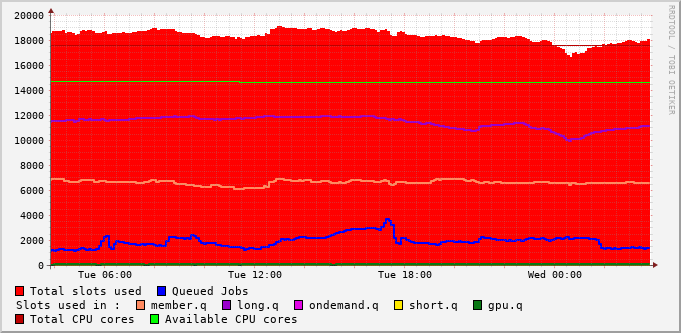 20000
18000
16000
14000
12000
10000
8000
6000
4000
2000
0
Tue 06:00 Tue 12:00 Tue 18:00 Wed 00:00
RRDTOOL / TOBI OETIKER
Total slots used Queued Jobs
Slots used in : member.q long.q ondemand.q short.q gpu.q
Total CPU cores Available CPU cores